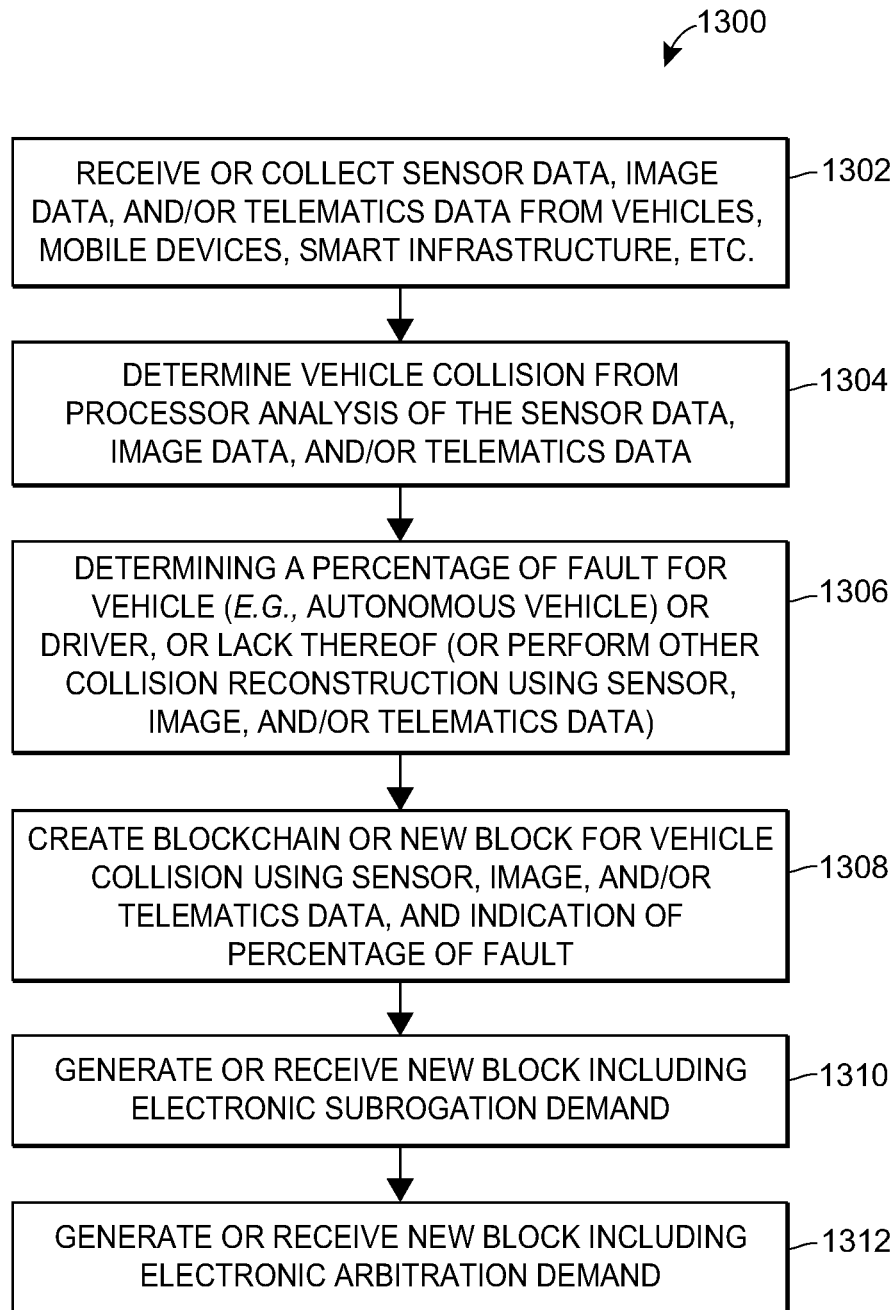 1300
RECEIVE OR COLLECT SENSOR DATA, IMAGE
DATA, AND/OR TELEMATICS DATA FROM VEHICLES,
MOBILE DEVICES, SMART INFRASTRUCTURE, ETC.
1302
DETERMINE VEHICLE COLLISION FROM
PROCESSOR ANALYSIS OF THE SENSOR DATA,
IMAGE DATA, AND/OR TELEMATICS DATA
1304
DETERMINING A PERCENTAGE OF FAULT FOR
VEHICLE (E.G., AUTONOMOUS VEHICLE) OR
DRIVER, OR LACK THEREOF (OR PERFORM OTHER
COLLISION RECONSTRUCTION USING SENSOR,
IMAGE, AND/OR TELEMATICS DATA)
1306
CREATE BLOCKCHAIN OR NEW BLOCK FOR VEHICLE
COLLISION USING SENSOR, IMAGE, AND/OR
TELEMATICS DATA, AND INDICATION OF
PERCENTAGE OF FAULT
1308
GENERATE OR RECEIVE NEW BLOCK INCLUDING
ELECTRONIC SUBROGATION DEMAND
1310
GENERATE OR RECEIVE NEW BLOCK INCLUDING
ELECTRONIC ARBITRATION DEMAND
1312